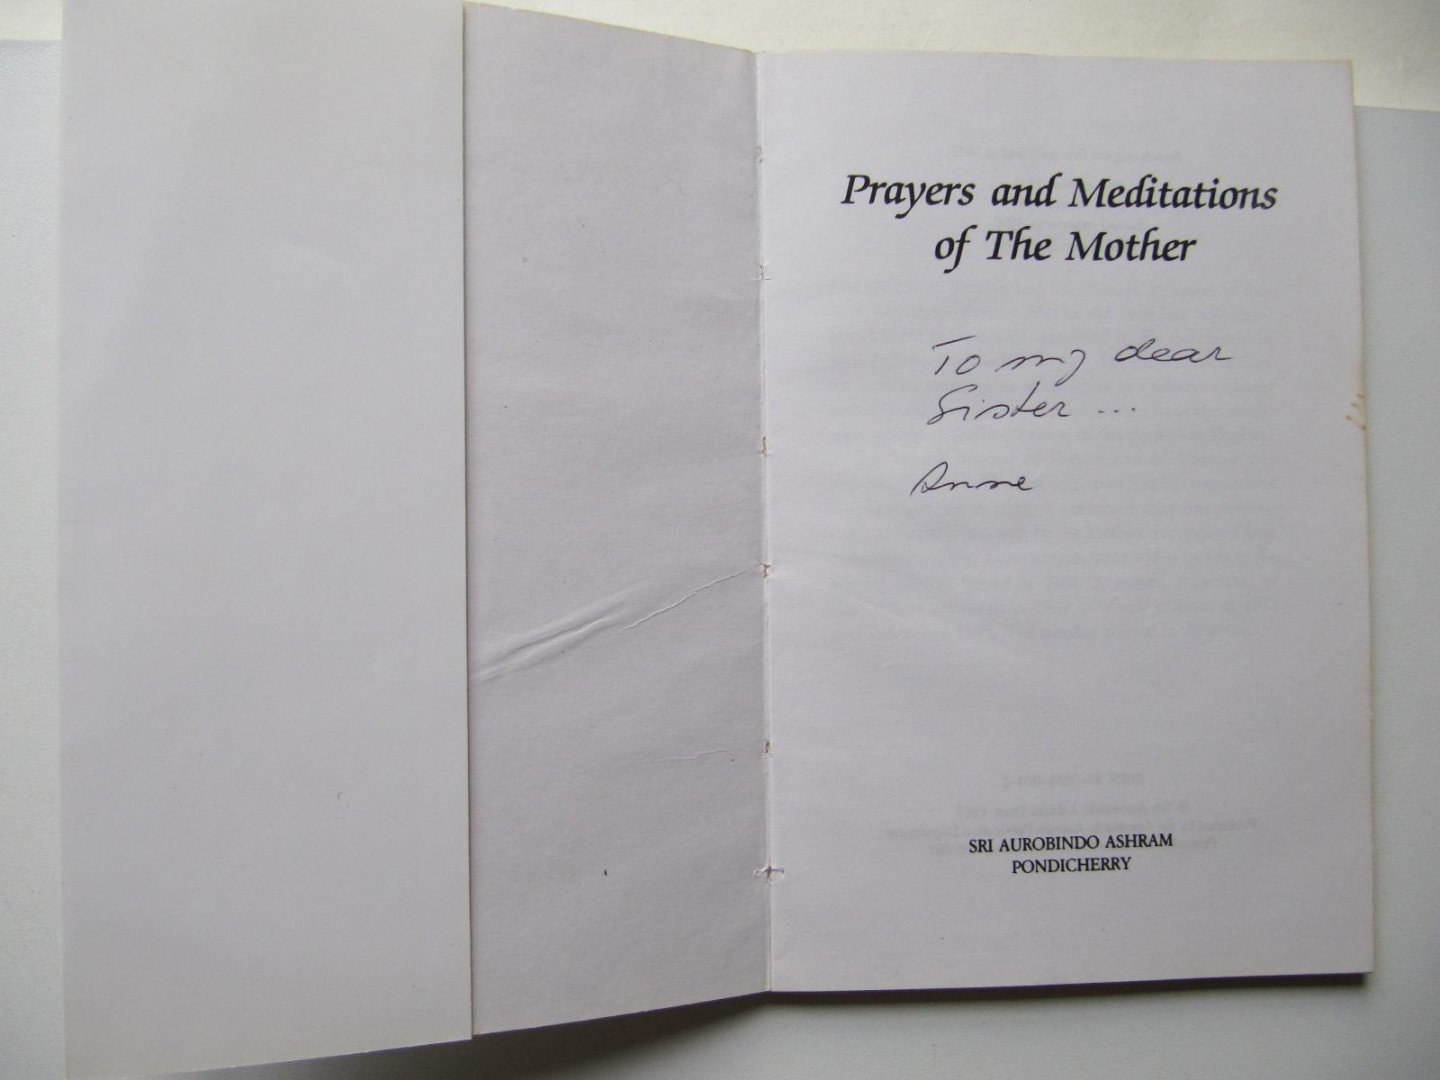 Prayers and Meditations
of The Mother
To my dear
Sister ...
Anne
SRI AUROBINDO ASHRAM
PONDICHERRY